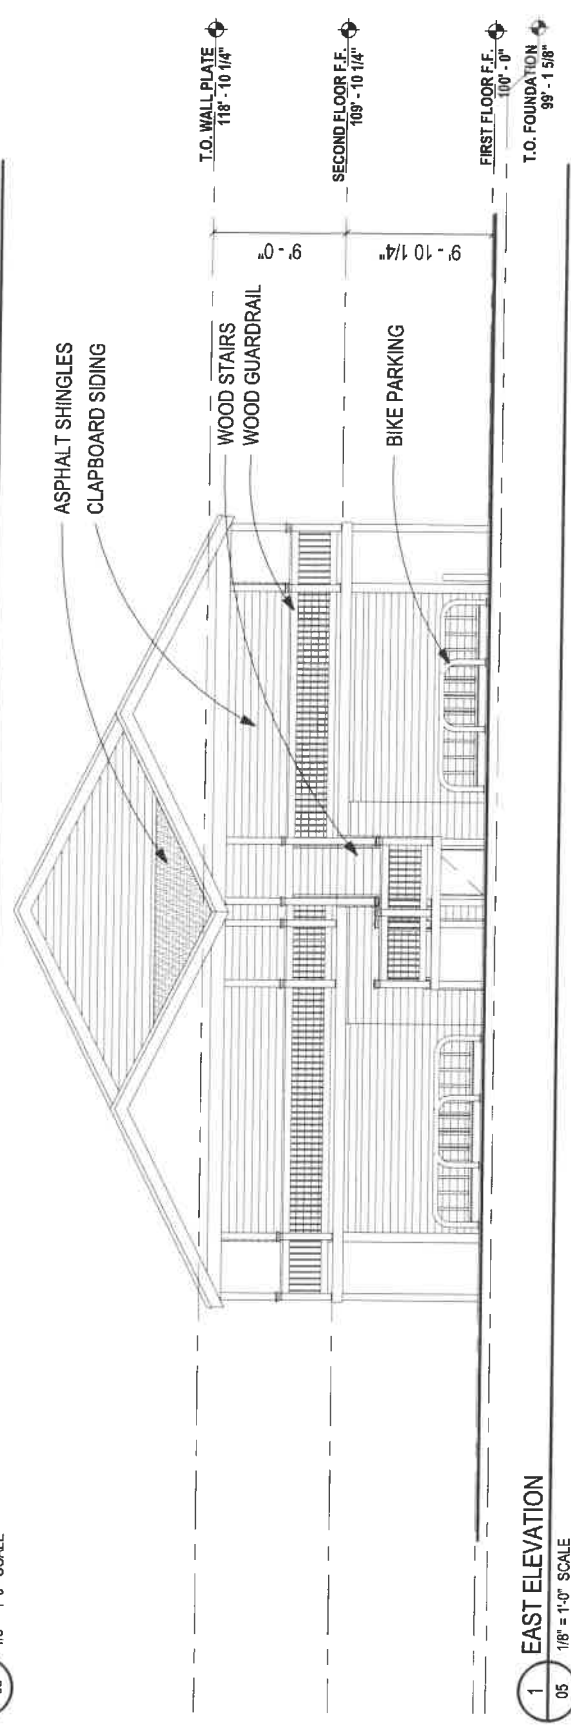 T.O. WALL PLATE
118' - 10 1/4"
SECOND FLOOR F.F.
109' - 10 1/4"
FIRST FLOOR F.F.
100' - 0"
T.O. FOUNDATION
99' - 1 5/8"
9' - 0"
9' - 10 1/4"
ASPHALT SHINGLES
CLAPBOARD SIDING
WOOD STAIRS
WOOD GUARDRAIL
BIKE PARKING
1
05
EAST ELEVATION
1/8" = 1'-0" SCALE